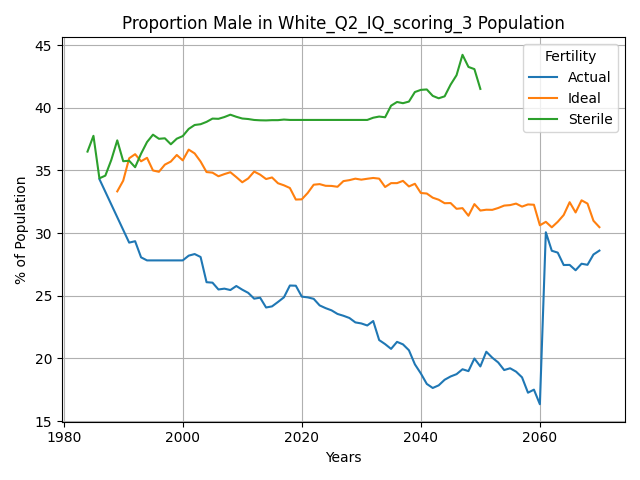 Proportion Male in White_Q2_IQ_scoring_3 Population
% of Population
45
40
35
30
25
20
15
1980
2000
2020
2040
2060
Years
Fertility
Actual
Ideal
Sterile